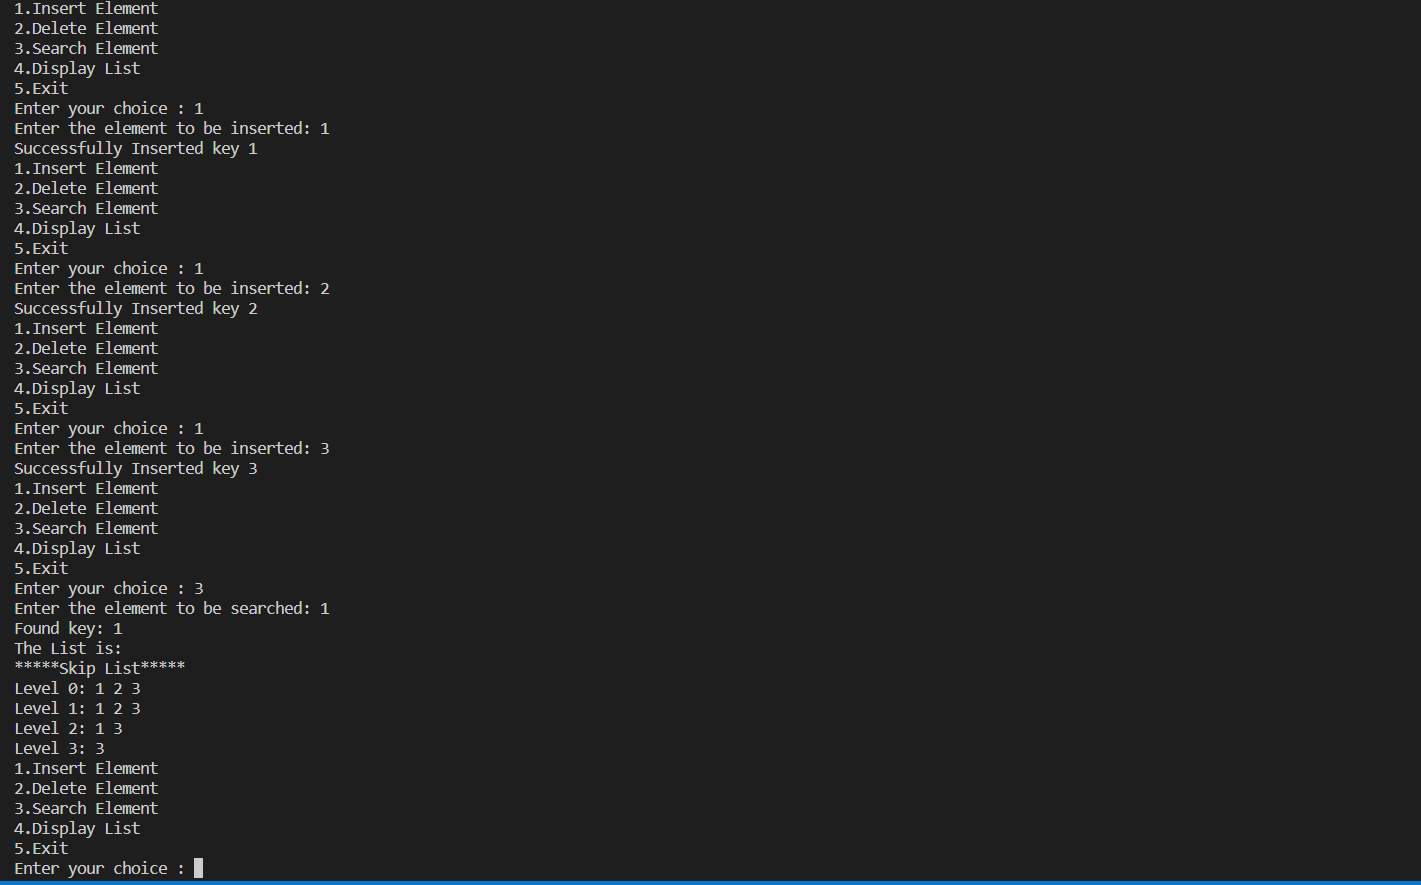 1.Insert Element
2.Delete Element
3.Search Element
4.Display List
5.Exit
Enter your choice : 1
Enter the element to be inserted: 1
Successfully Inserted key 1
1.Insert Element
2.Delete Element
3.Search Element
4.Display List
5.Exit
Enter your choice : 1
Enter the element to be inserted: 2
Successfully Inserted key 2
1.Insert Element
2.Delete Element
3.Search Element
4.Display List
5.Exit
Enter your choice : 1
Enter the element to be inserted: 3
Successfully Inserted key 3
1.Insert Element
2.Delete Element
3.Search Element
4.Display List
5.Exit
Enter your choice : 3
Enter the element to be searched: 1
Found key: 1
The List is:
*****Skip List*****
Level 0: 1 2 3
Level 1: 1 2 3
Level 2: 1 3
Level 3: 3
1.Insert Element
2.Delete Element
3.Search Element
4.Display List
5.Exit
Enter your choice :